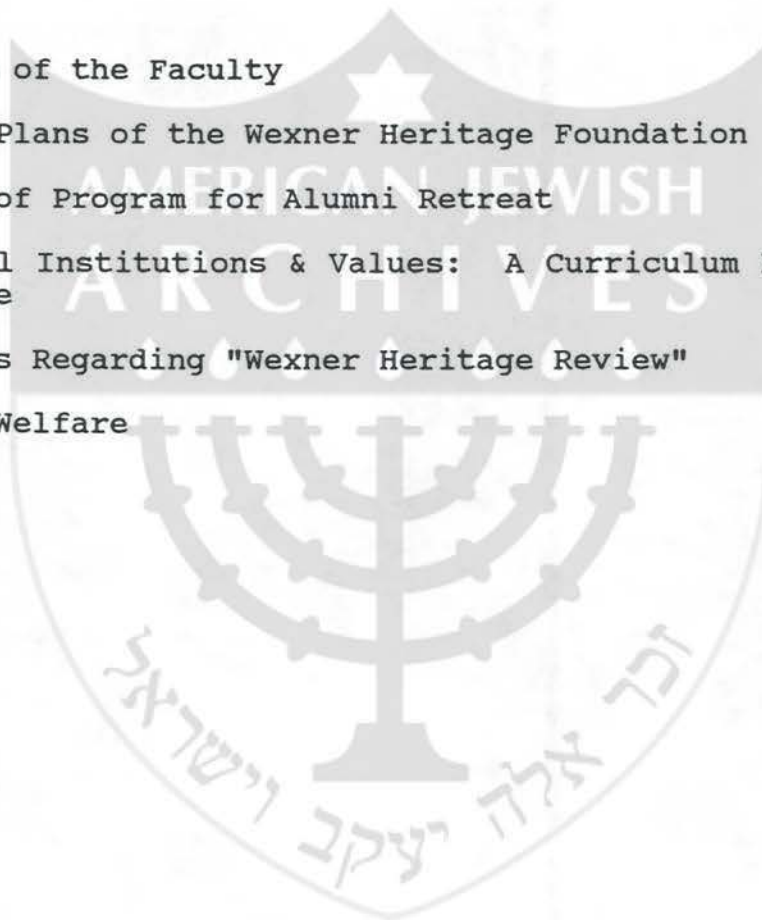 of the Faculty
Plans of the Wexner Heritage Foundation
of Program for Alumni Retreat
l Institutions & Values: A Curriculum
e
s Regarding "Wexner Heritage Review"
Welfare
AMERICAN JEWISH
ARCHIVES
זכר אלה יעקב וישראל